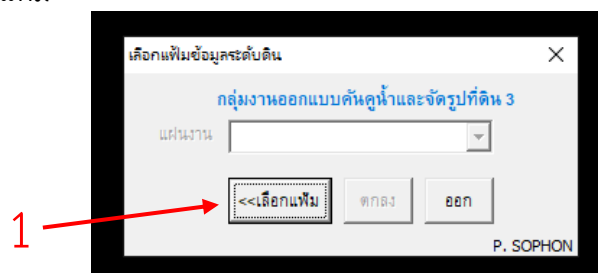 เลือกแฟ้มข้อมูลระดับดิน
กลุ่มงานออกแบบคันคูน้ำและจัดรูปที่ดิน 3
แผ่นงาน
<<เลือกแฟ้ม ตกลง ออก
1
P. SOPHON